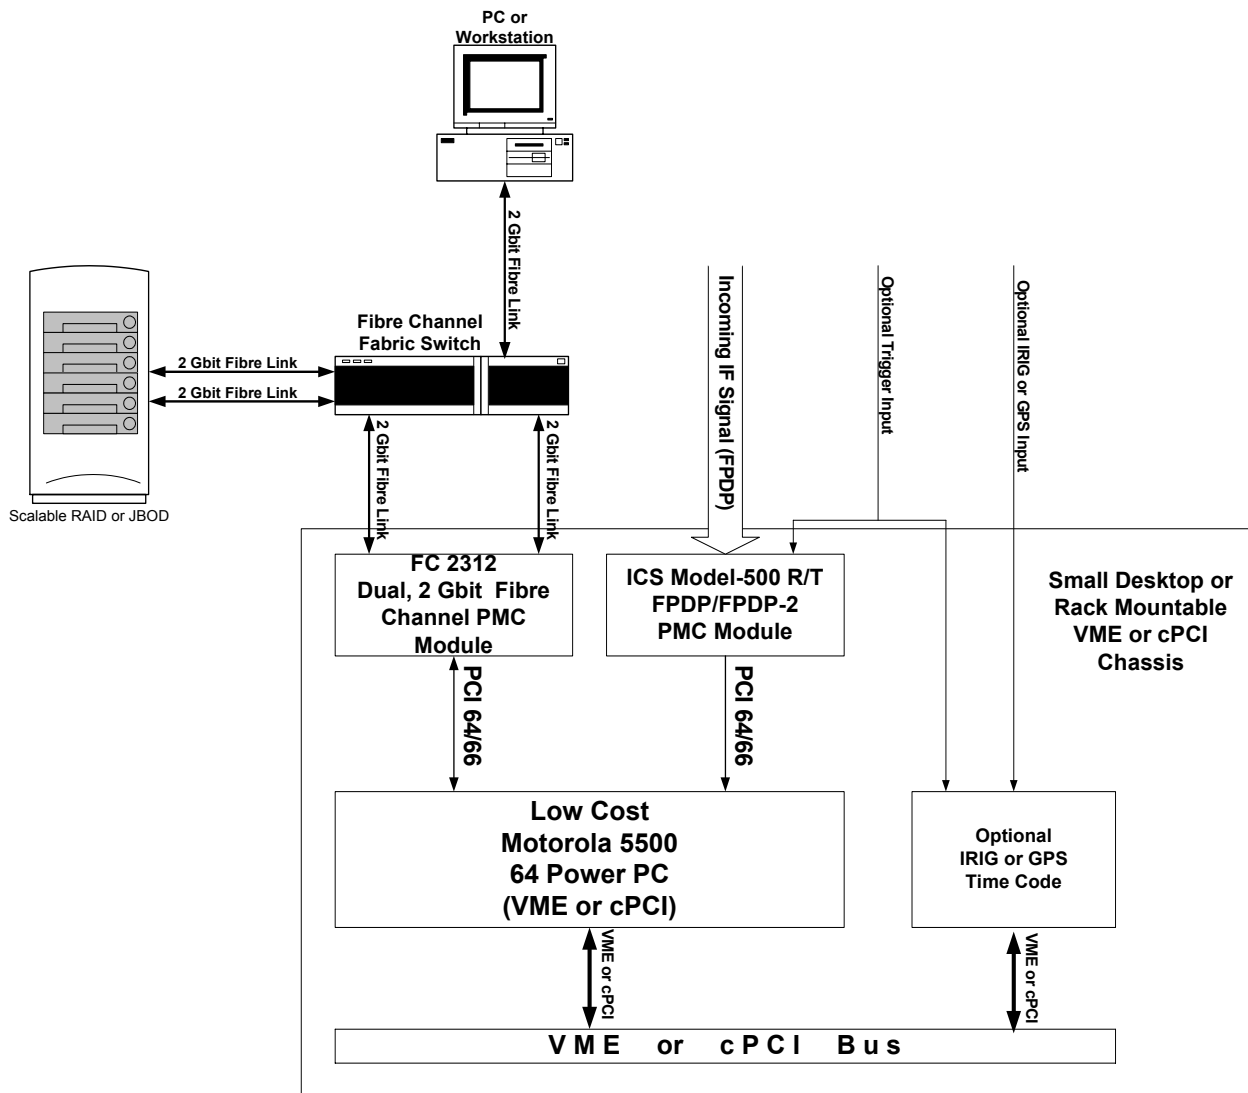 PC or
Workstation
2 Gbit Fibre Link
Fibre Channel
Fabric Switch
2 Gbit Fibre Link
2 Gbit Fibre Link
Scalable RAID or JBOD
2 Gbit Fibre Link
2 Gbit Fibre Link
Incoming IF Signal (FPDP)
Optional Trigger Input
Optional IRIG or GPS Input
FC 2312
Dual, 2 Gbit Fibre
Channel PMC
Module
ICS Model-500 R/T
FPDP/FPDP-2
PMC Module
Small Desktop or
Rack Mountable
VME or cPCI
Chassis
PCI 64/66
PCI 64/66
Low Cost
Motorola 5500
64 Power PC
(VME or cPCI)
Optional
IRIG or GPS
Time Code
VME or cPCI
VME or cPCI
VME or cPCI Bus